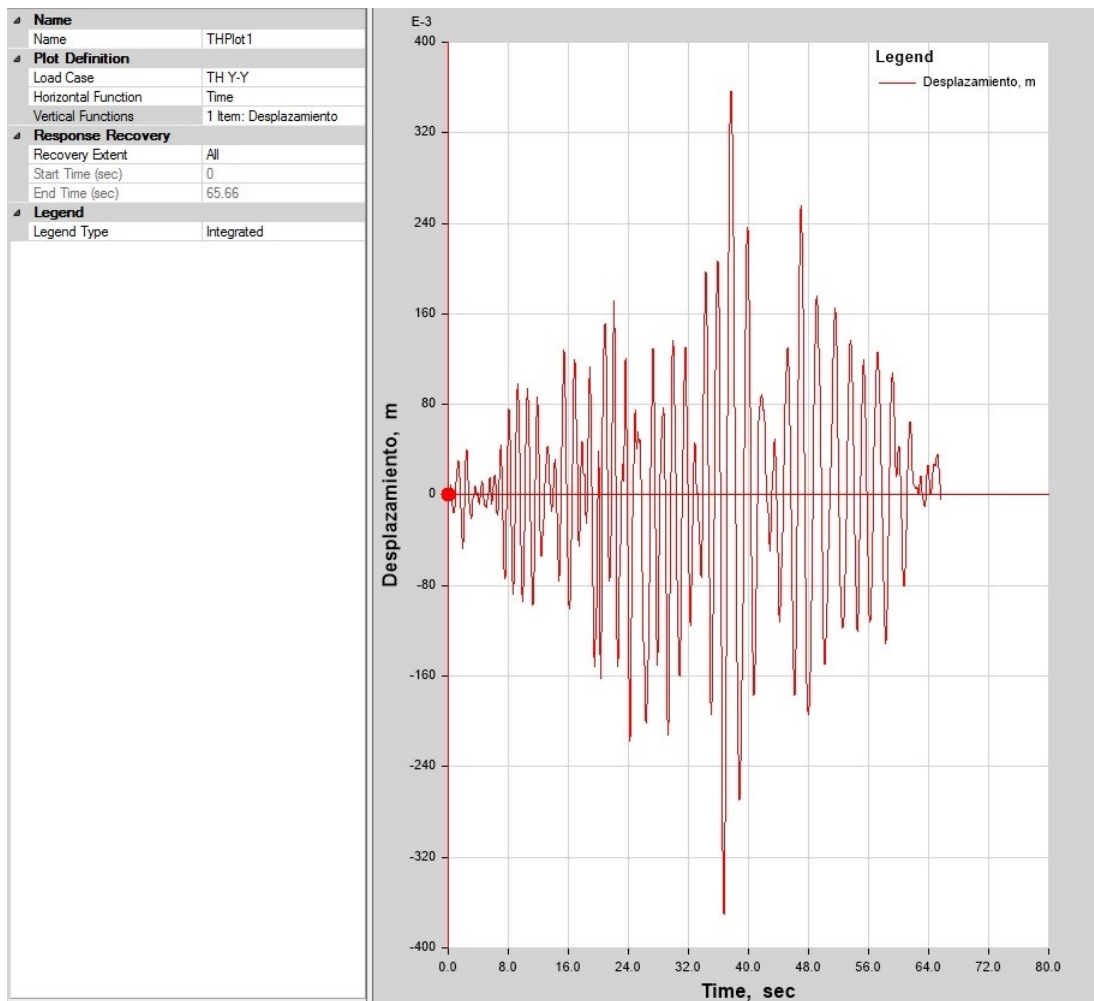 Name
Name THPlot1
Plot Definition
Load Case TH Y-Y
Horizontal Function Time
Vertical Functions 1 Item: Desplazamiento
Response Recovery
Recovery Extent All
Start Time (sec) 0
End Time (sec) 65.66
Legend
Legend Type Integrated
E-3
400
320
240
160
80
0
-80
-160
-240
-320
-400
Desplazamiento, m
Legend
Desplazamiento, m
0.0 8.0 16.0 24.0 32.0 40.0 48.0 56.0 64.0 72.0 80.0
Time, sec